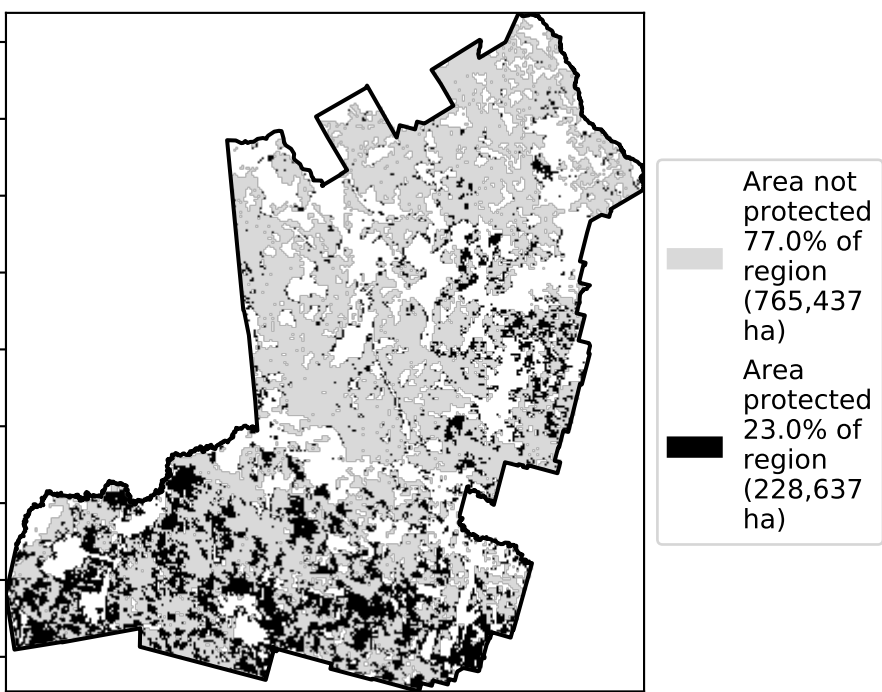 Area not
protected
77.0% of
region
(765,437
ha)
Area
protected
23.0% of
region
(228,637
ha)